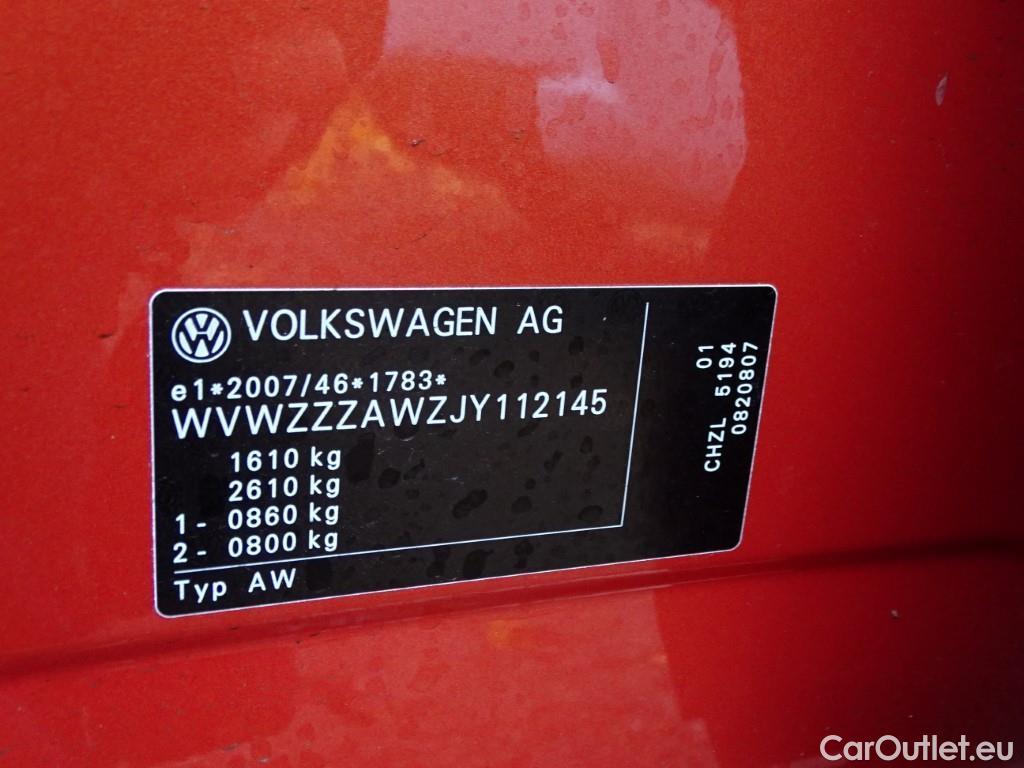 VOLKSWAGEN AG
e1*2007/46*1783*
WVWZZZAWZJY112145
1610 kg
2610 kg
1- 0860 kg
2- 0800 kg
Typ AW
01
CHZL 5194
0820807
CarOutlet.eu